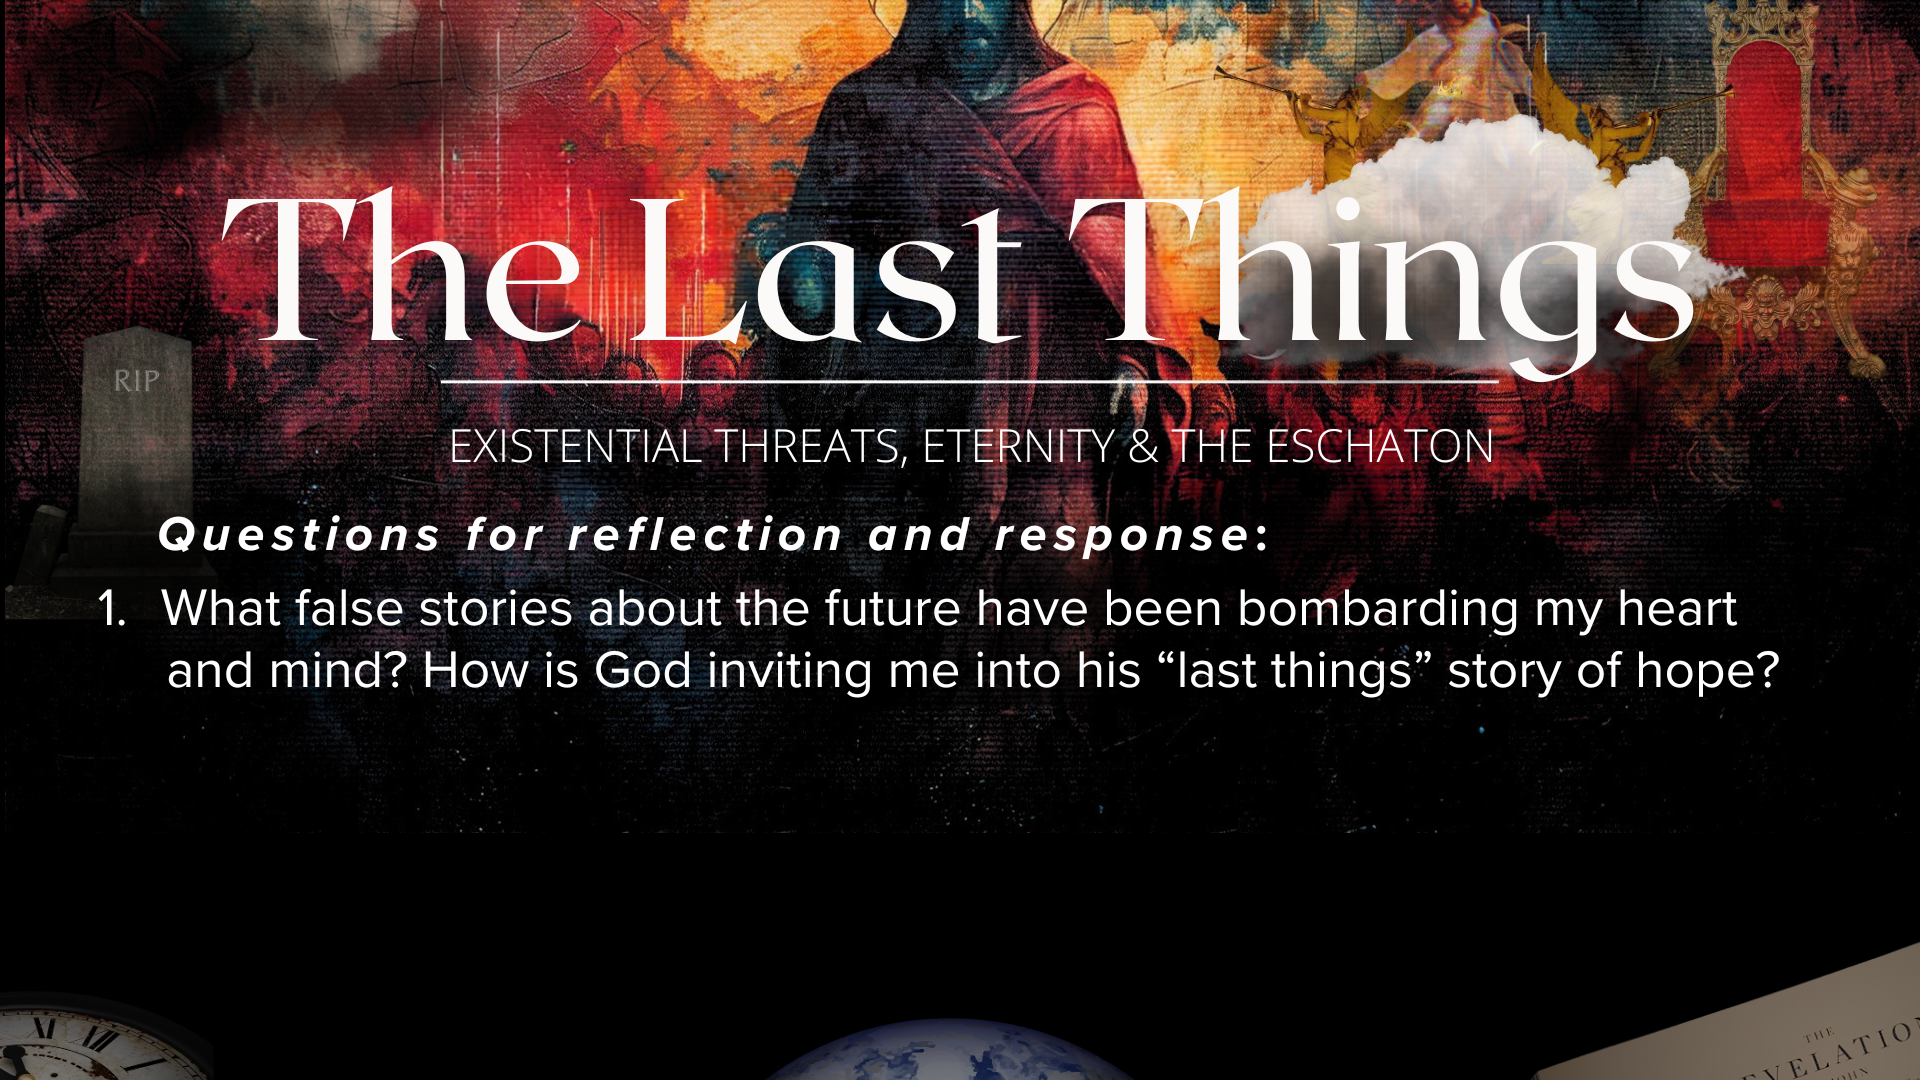 The Last Things
RIP
EXISTENTIAL THREATS, ETERNITY & THE ESCHATON
Questions for reflection and response:
1. What false stories about the future have been bombarding my heart
and mind? How is God inviting me into his “last things” story of hope?
XI XII I
THE